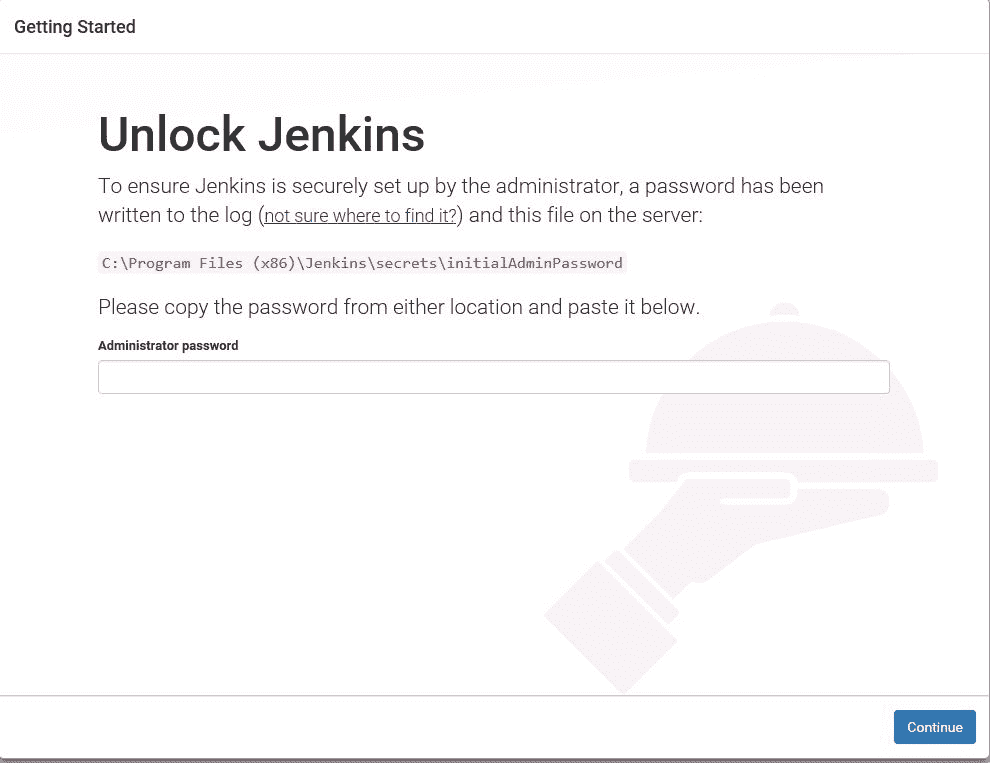 Getting Started
Unlock Jenkins
To ensure Jenkins is securely set up by the administrator, a password has been
written to the log (not sure where to find it?) and this file on the server:
C:\Program Files (x86)\Jenkins\secrets\initialAdminPassword
Please copy the password from either location and paste it below.
Administrator password
Continue